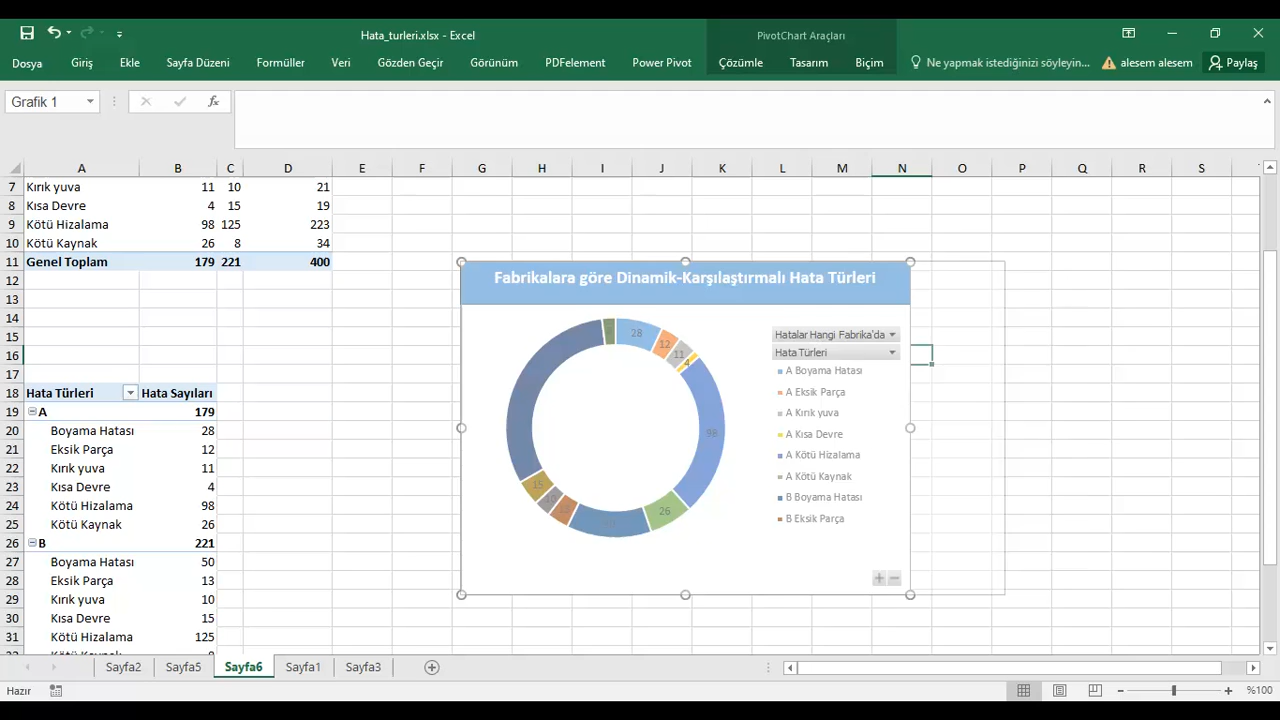 Hata_turleri.xlsx - Excel
PivotChart Araçları
Dosya Giriş Ekle Sayfa Düzeni Formüller Veri Gözden Geçir Görünüm PDFelement Power Pivot Çözümle Tasarım Biçim Ne yapmak istediğinizi söyleyin... alesem alesem Paylaş
Grafik 1 fx
A B C D E F G H I J K L M N O P Q R S
7 Kırık yuva 11 10 21
8 Kısa Devre 4 15 19
9 Kötü Hizalama 98 125 223
10 Kötü Kaynak 26 8 34
11 Genel Toplam 179 221 400
12
13
14
15
16
17
18 Hata Türleri Hata Sayıları
19 A 179
20 Boyama Hatası 28
21 Eksik Parça 12
22 Kırık yuva 11
23 Kısa Devre 4
24 Kötü Hizalama 98
25 Kötü Kaynak 26
26 B 221
27 Boyama Hatası 50
28 Eksik Parça 13
29 Kırık yuva 10
30 Kısa Devre 15
31 Kötü Hizalama 125
Fabrikalara göre Dinamik-Karşılaştırmalı Hata Türleri
28
12
11
4
98
26
15
Hatalar Hangi Fabrika'da
Hata Türleri
A Boyama Hatası
A Eksik Parça
A Kırık yuva
A Kısa Devre
A Kötü Hizalama
A Kötü Kaynak
B Boyama Hatası
B Eksik Parça
Sayfa2 Sayfa5 Sayfa6 Sayfa1 Sayfa3
Hazır %100